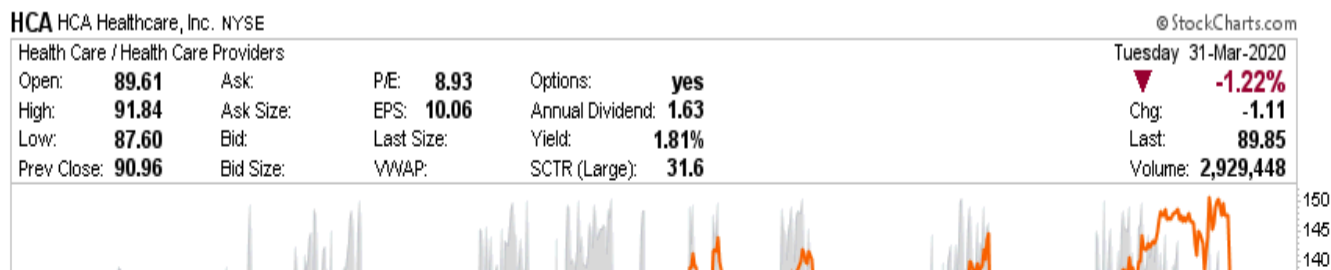 HCA HCA Healthcare, Inc. NYSE © StockCharts.com
Health Care / Health Care Providers Tuesday 31-Mar-2020
Open: 89.61 Ask: P/E: 8.93 Options: yes ▼ -1.22%
High: 91.84 Ask Size: EPS: 10.06 Annual Dividend: 1.63 Chg: -1.11
Low: 87.60 Bid: Last Size: Yield: 1.81% Last: 89.85
Prev Close: 90.96 Bid Size: VWAP: SCTR (Large): 31.6 Volume: 2,929,448
150
145
140